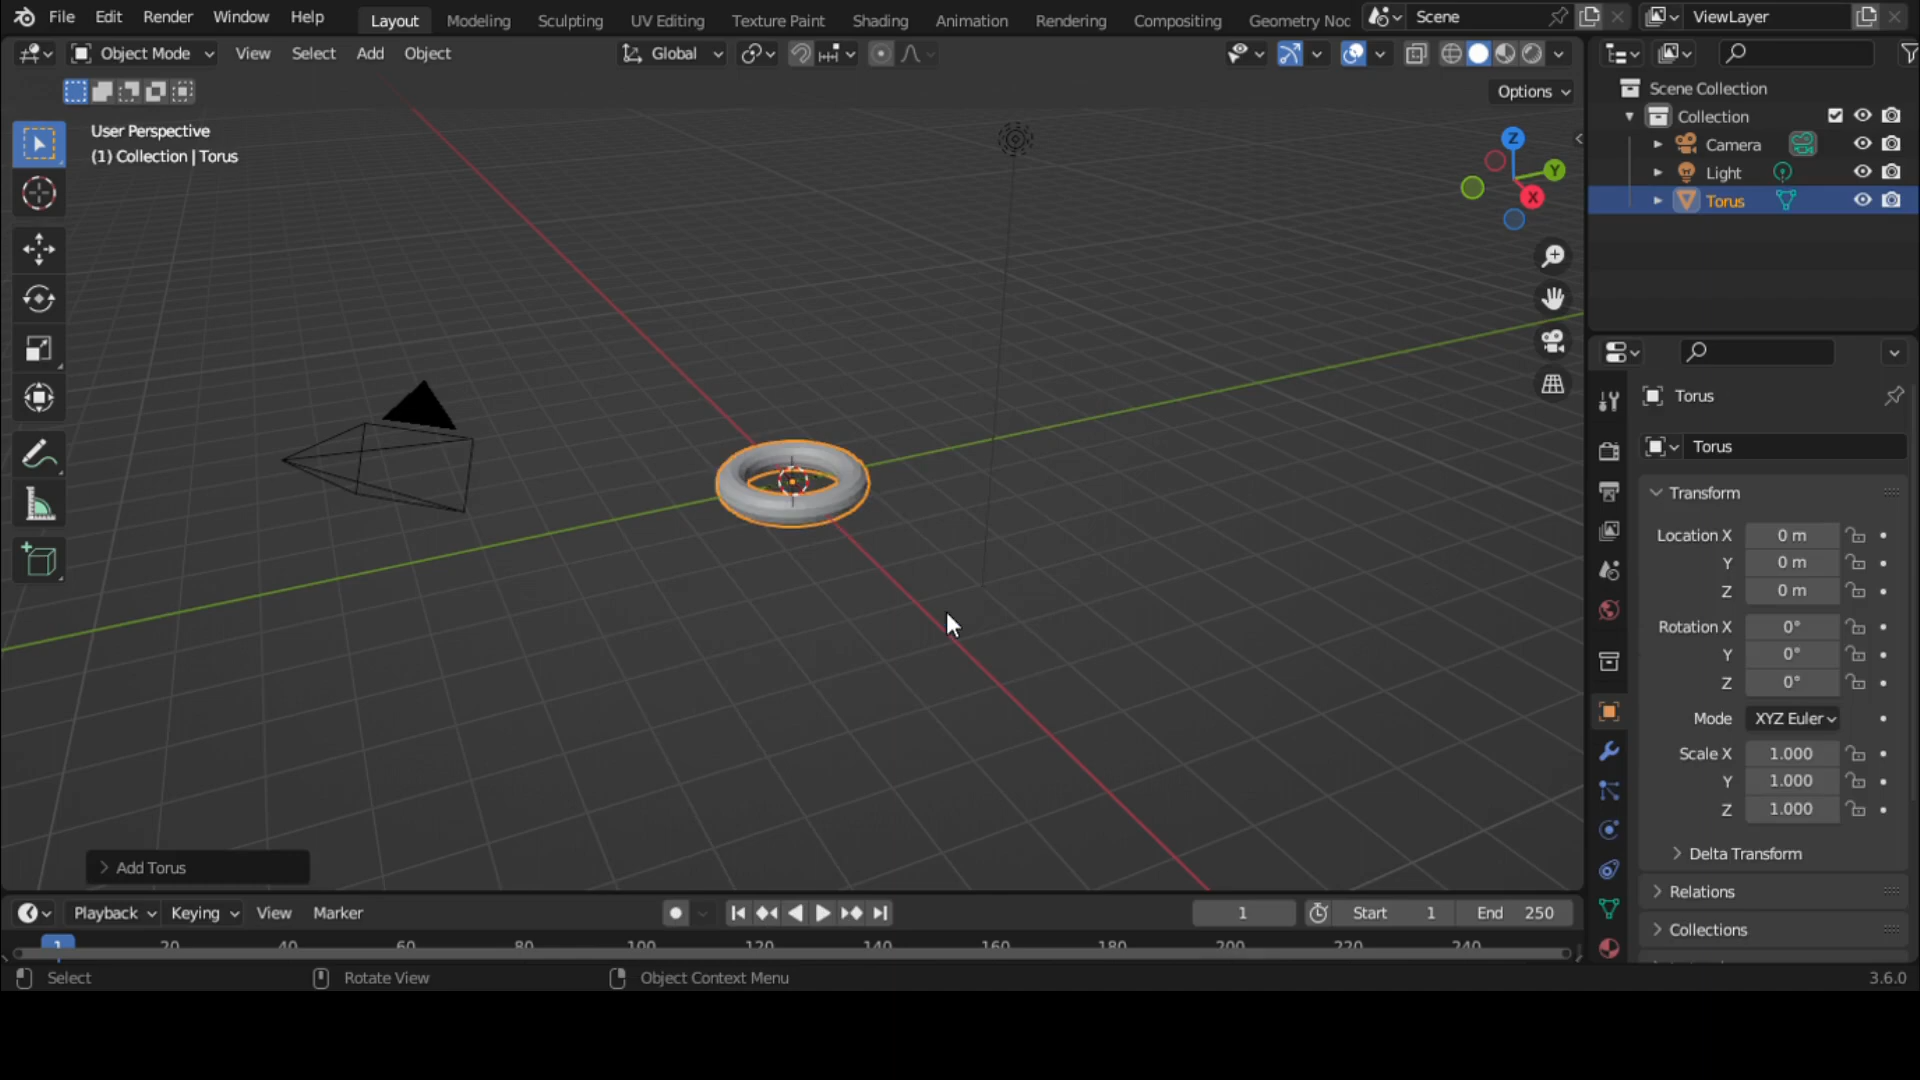 File Edit Render Window Help Layout Modeling Sculpting UV Editing Texture Paint Shading Animation Rendering Compositing Geometry Noc Scene ViewLayer
Object Mode View Select Add Object Global
Options
User Perspective
(1) Collection | Torus
Z
Y
X
Scene Collection
Collection
Camera
Light
Torus
Torus
Torus
Transform
Location X 0 m
Y 0 m
Z 0 m
Rotation X 0°
Y 0°
Z 0°
Mode XYZ Euler
Scale X 1.000
Y 1.000
Z 1.000
Delta Transform
Relations
Collections
Add Torus
Playback Keying View Marker 1 Start 1 End 250
1 20 40 60 80 100 120 140 160 180 200 220 240
Select Rotate View Object Context Menu 3.6.0